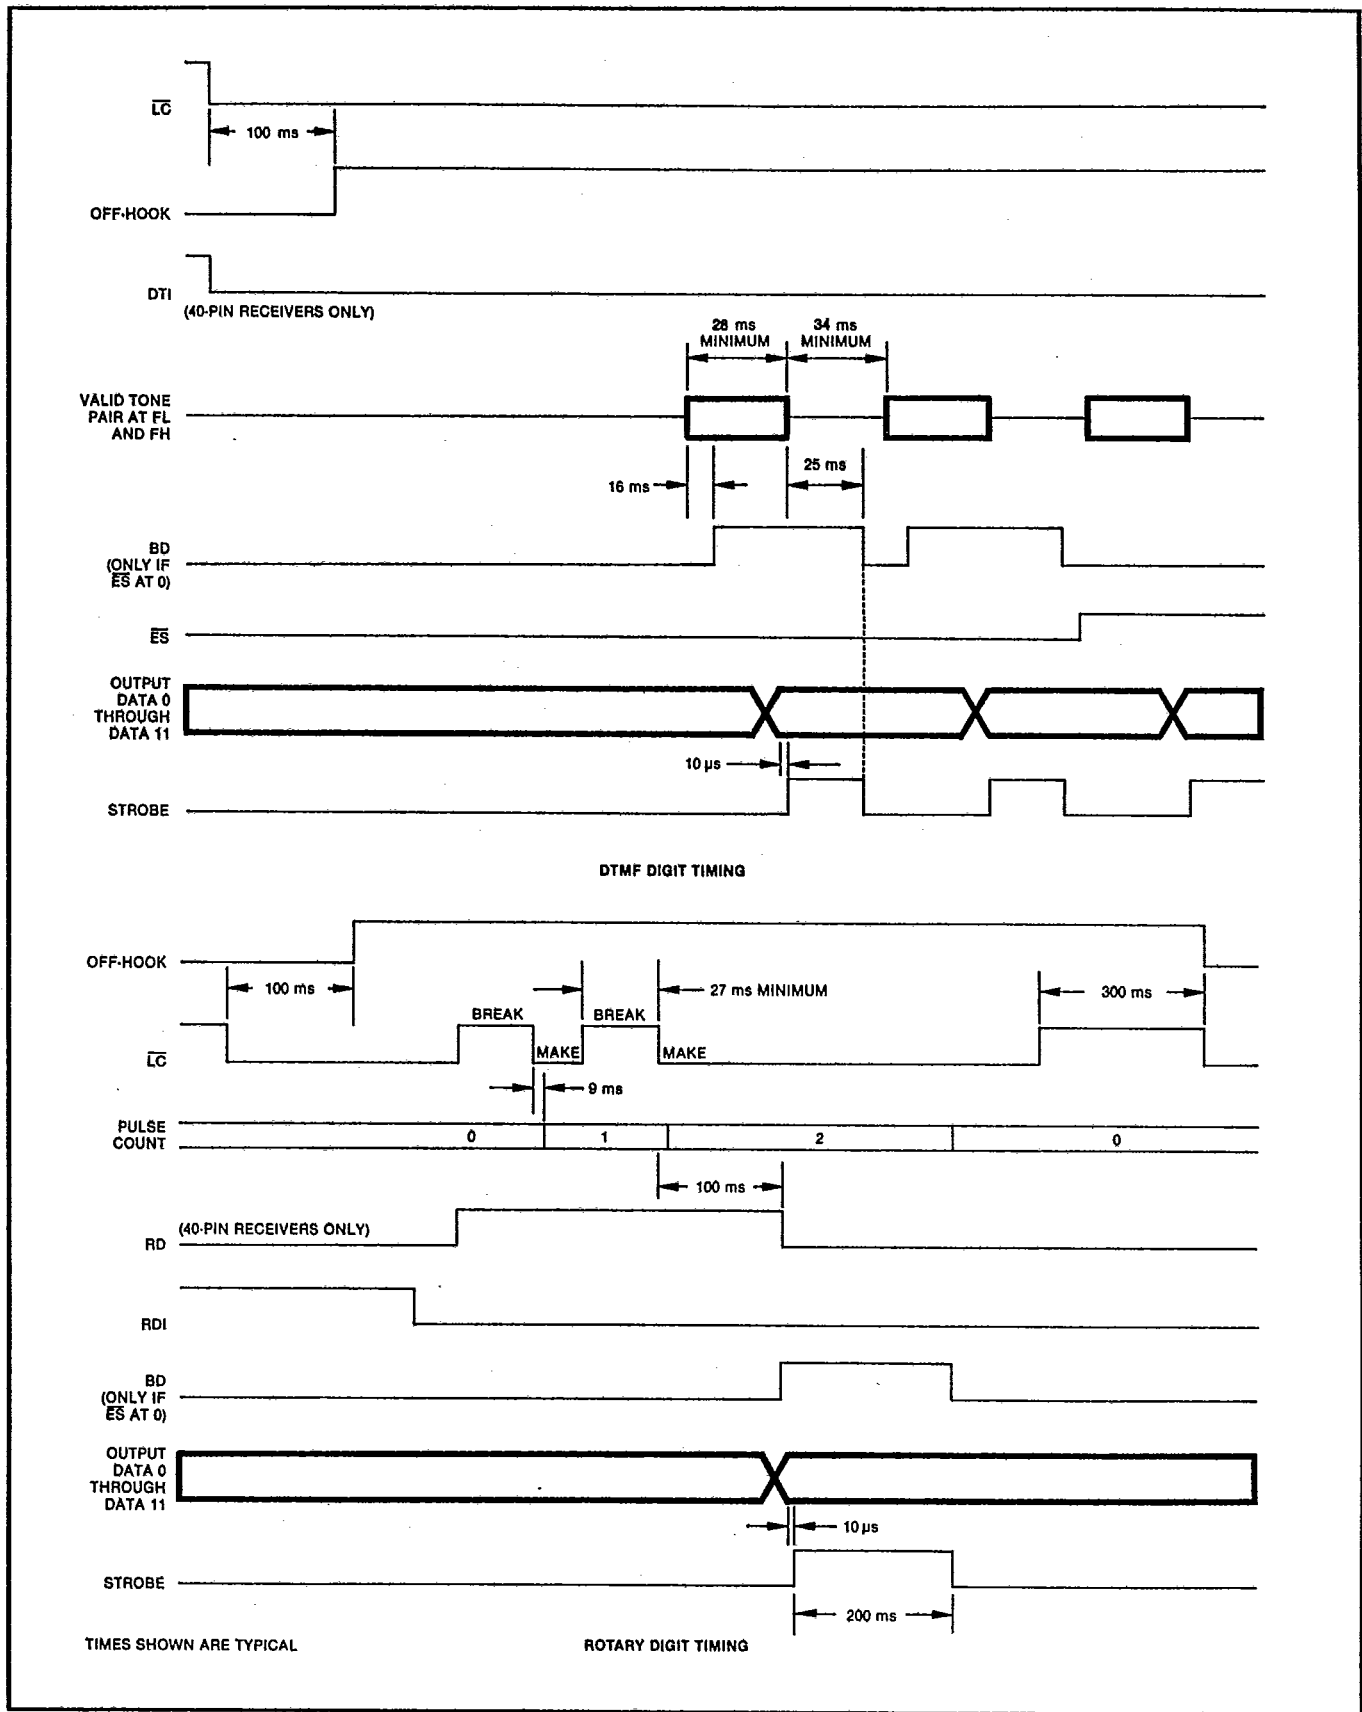 LC
100 ms
OFF-HOOK
DTI
(40-PIN RECEIVERS ONLY)
28 ms
MINIMUM
34 ms
MINIMUM
VALID TONE
PAIR AT FL
AND FH
25 ms
16 ms
BD
(ONLY IF
ES AT 0)
ES
OUTPUT
DATA 0
THROUGH
DATA 11
10 µs
STROBE
DTMF DIGIT TIMING
OFF-HOOK
100 ms
27 ms MINIMUM
300 ms
BREAK
BREAK
MAKE
MAKE
LC
9 ms
PULSE
COUNT
0
1
2
0
100 ms
(40-PIN RECEIVERS ONLY)
RD
RDI
BD
(ONLY IF
ES AT 0)
OUTPUT
DATA 0
THROUGH
DATA 11
10 µs
STROBE
200 ms
TIMES SHOWN ARE TYPICAL
ROTARY DIGIT TIMING